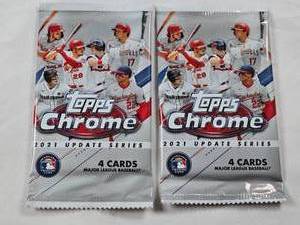 Topps
Chrome
2021 UPDATE SERIES
4 CARDS
MAJOR LEAGUE BASEBALL®
Topps
Chrome
2021 UPDATE SERIES
4 CARDS
MAJOR LEAGUE BASEBALL®